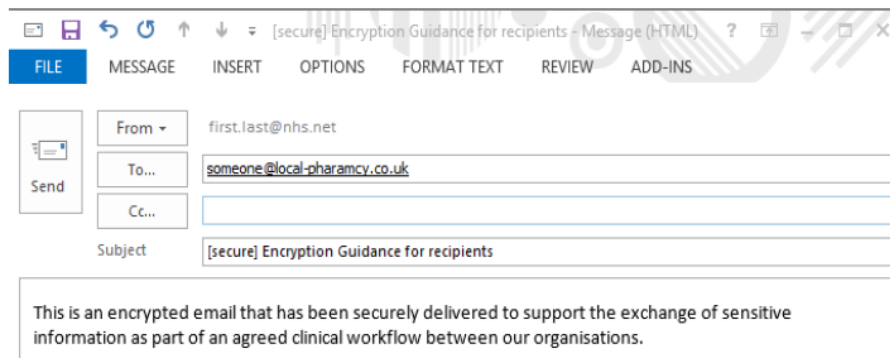 [secure] Encryption Guidance for recipients - Message (HTML) ?
FILE MESSAGE INSERT OPTIONS FORMAT TEXT REVIEW ADD-INS
From first.last@nhs.net
To... someone@local-pharamcy.co.uk
Send
Cc...
Subject [secure] Encryption Guidance for recipients
This is an encrypted email that has been securely delivered to support the exchange of sensitive
information as part of an agreed clinical workflow between our organisations.